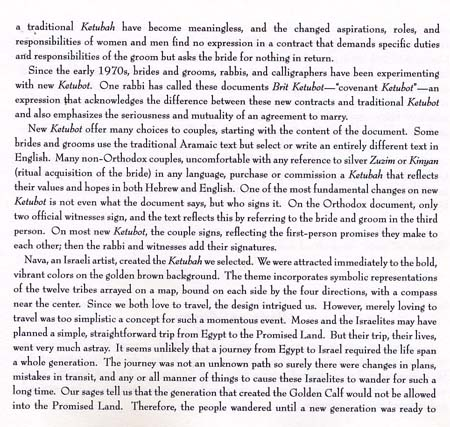 a traditional Ketubah have become meaningless, and the changed aspirations, roles, and
responsibilities of women and men find no expression in a contract that demands specific duties
and responsibilities of the groom but asks the bride for nothing in return.
Since the early 1970s, brides and grooms, rabbis, and calligraphers have been experimenting
with new Ketubot. One rabbi has called these documents Brit Ketubot—"covenant Ketubot"—an
expression that acknowledges the difference between these new contracts and traditional Ketubot
and also emphasizes the seriousness and mutuality of an agreement to marry.
New Ketubot offer many choices to couples, starting with the content of the document. Some
brides and grooms use the traditional Aramaic text but select or write an entirely different text in
English. Many non-Orthodox couples, uncomfortable with any reference to silver Zuzim or Kinyan
(ritual acquisition of the bride) in any language, purchase or commission a Ketubah that reflects
their values and hopes in both Hebrew and English. One of the most fundamental changes on new
Ketubot is not even what the document says, but who signs it. On the Orthodox document, only
two official witnesses sign, and the text reflects this by referring to the bride and groom in the third
person. On most new Ketubot, the couple signs, reflecting the first-person promises they make to
each other; then the rabbi and witnesses add their signatures.
Nava, an Israeli artist, created the Ketubah we selected. We were attracted immediately to the bold,
vibrant colors on the golden brown background. The theme incorporates symbolic representations
of the twelve tribes arrayed on a map, bound on each side by the four directions, with a compass
near the center. Since we both love to travel, the design intrigued us. However, merely loving to
travel was too simplistic a concept for such a momentous event. Moses and the Israelites may have
planned a simple, straightforward trip from Egypt to the Promised Land. But their trip, their lives,
went very much astray. It seems unlikely that a journey from Egypt to Israel required the life span
a whole generation. The journey was not an unknown path so surely there were changes in plans,
mistakes in transit, and any or all manner of things to cause these Israelites to wander for such a
long time. Our sages tell us that the generation that created the Golden Calf would not be allowed
into the Promised Land. Therefore, the people wandered until a new generation was ready to